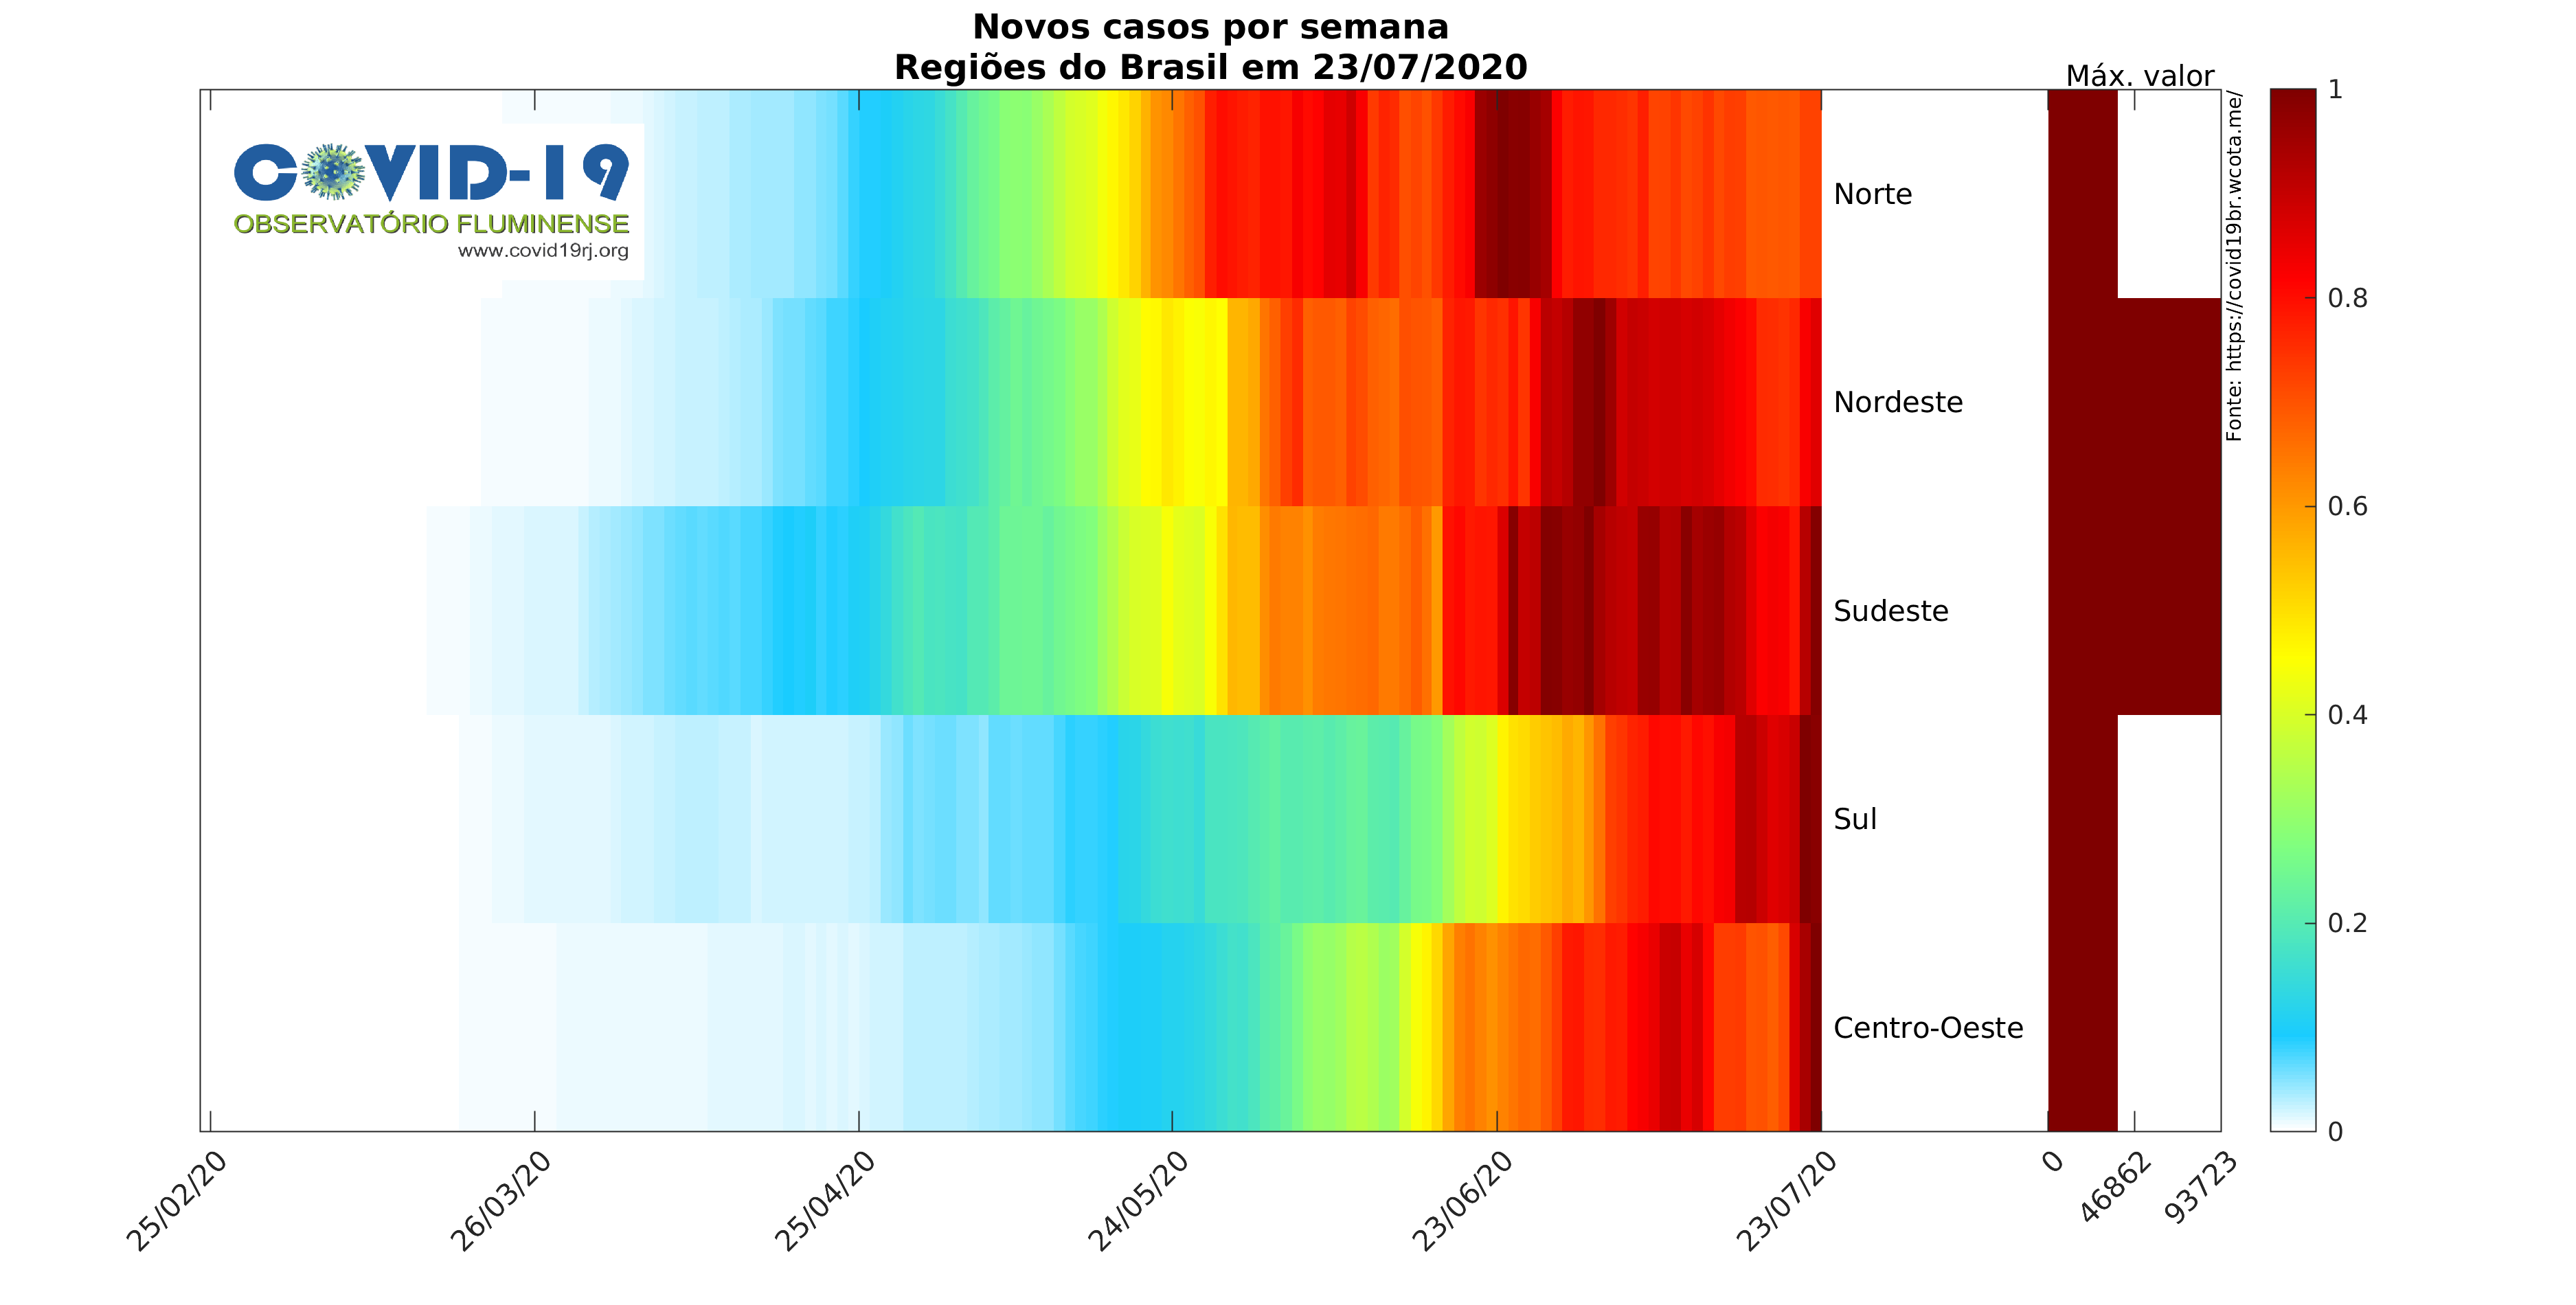 Novos casos por semana
Regiões do Brasil em 23/07/2020
Máx. valor
COVID-19
OBSERVATÓRIO FLUMINENSE
www.covid19rj.org
Norte
Nordeste
Sudeste
Sul
Centro-Oeste
Fonte: https://covid19br.wcota.me/
1
0.8
0.6
0.4
0.2
0
25/02/20
26/03/20
25/04/20
24/05/20
23/06/20
23/07/20
0
46862
93723